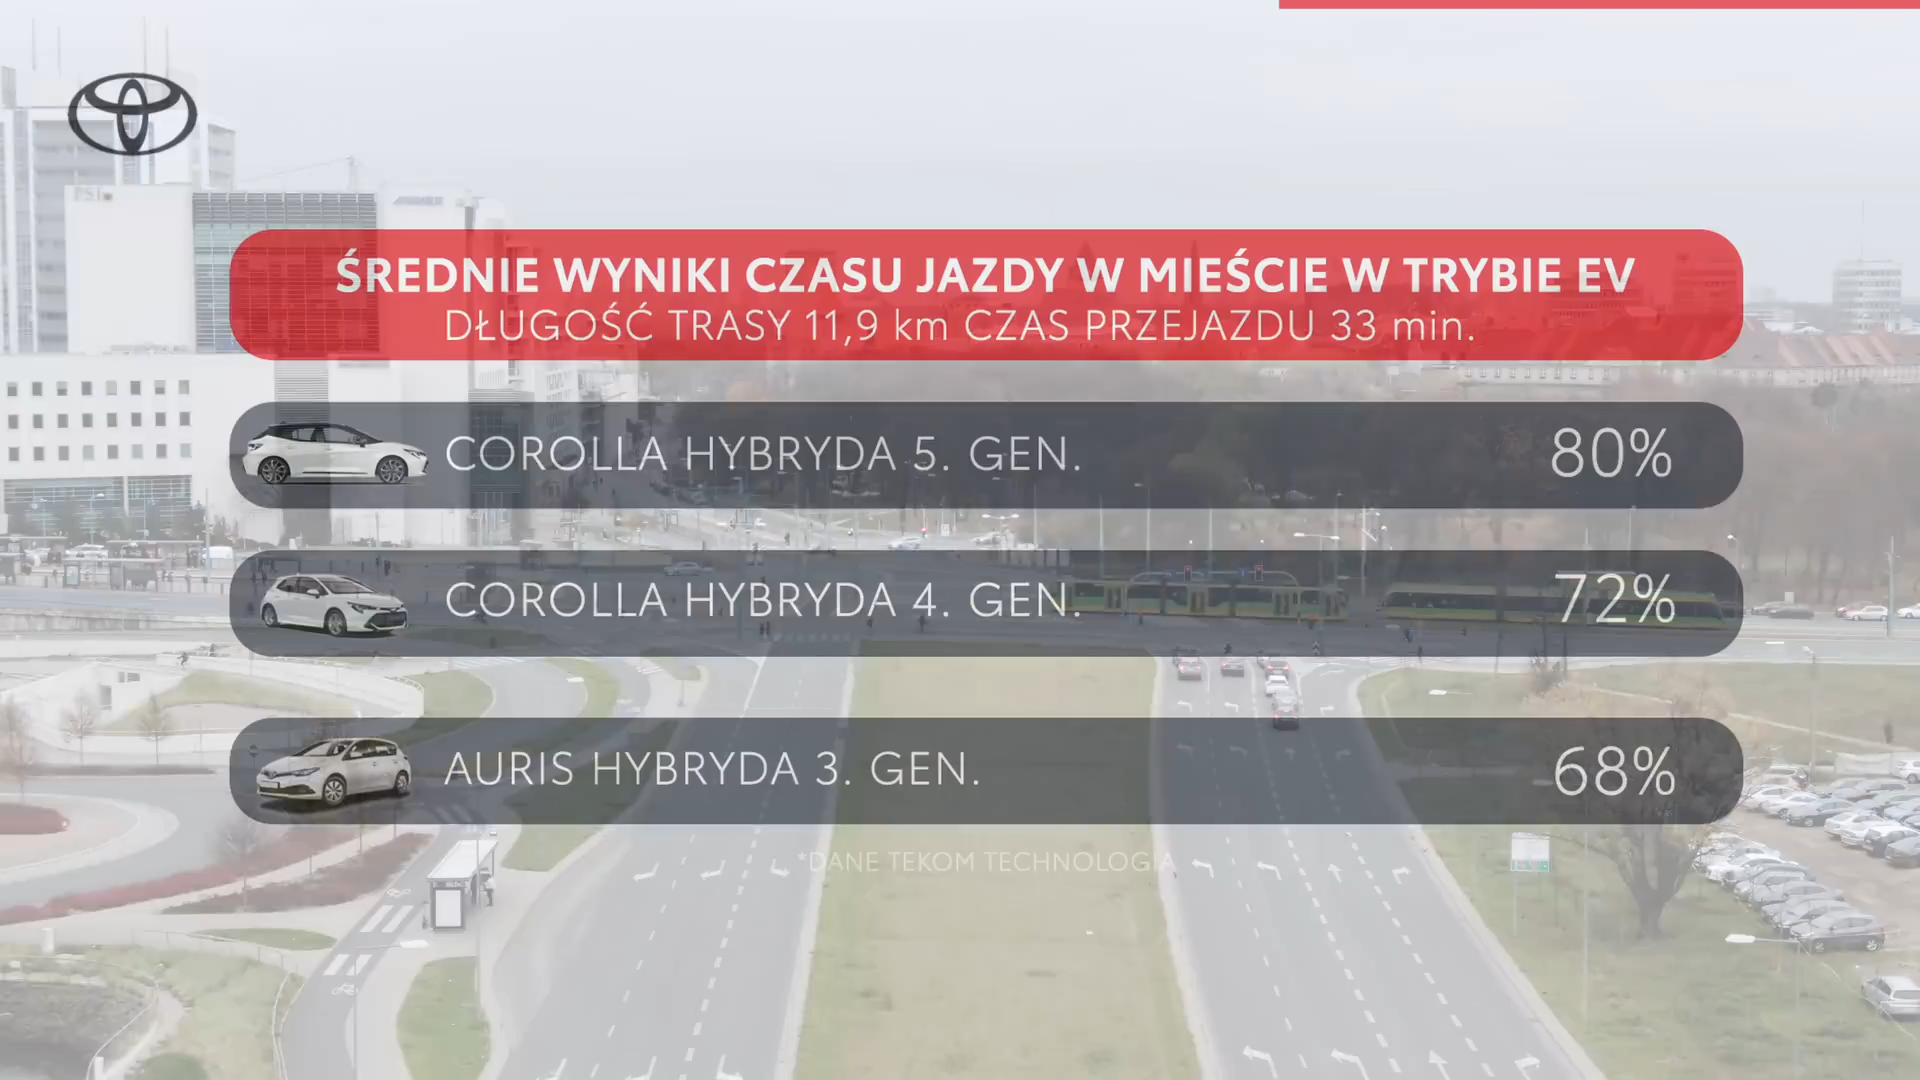 ŚREDNIE WYNIKI CZASU JAZDY W MIEŚCIE W TRYBIE EV
DŁUGOŚĆ TRASY 11,9 km CZAS PRZEJAZDU 33 min.
COROLLA HYBRYDA 5. GEN. 80%
COROLLA HYBRYDA 4. GEN. 72%
AURIS HYBRYDA 3. GEN. 68%
*DANE TEKOM TECHNOLOGIA